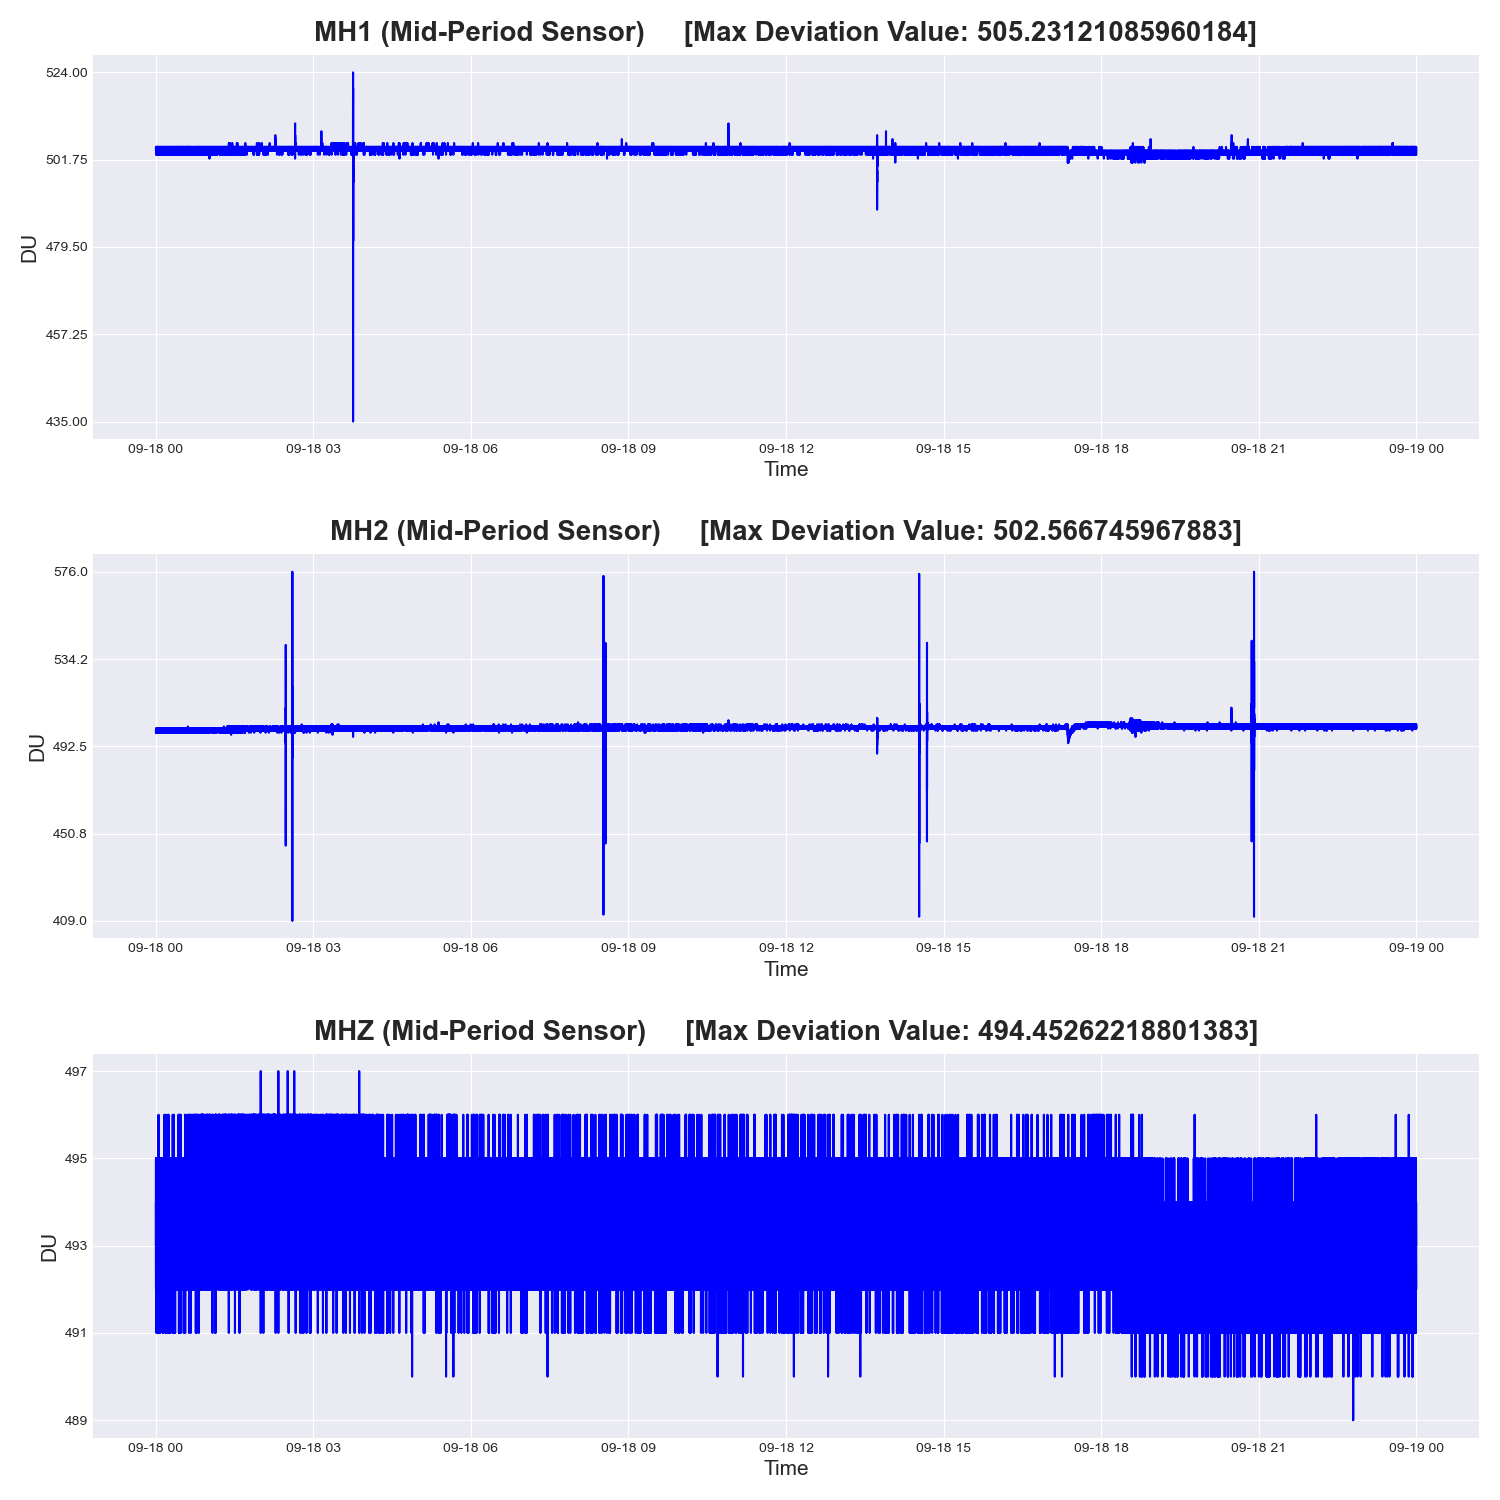 MH1 (Mid-Period Sensor) [Max Deviation Value: 505.23121085960184]
524.00
501.75
479.50
457.25
435.00
DU
09-18 00 09-18 03 09-18 06 09-18 09 09-18 12 09-18 15 09-18 18 09-18 21 09-19 00
Time
MH2 (Mid-Period Sensor) [Max Deviation Value: 502.566745967883]
576.0
534.2
492.5
450.8
409.0
DU
09-18 00 09-18 03 09-18 06 09-18 09 09-18 12 09-18 15 09-18 18 09-18 21 09-19 00
Time
MHZ (Mid-Period Sensor) [Max Deviation Value: 494.45262218801383]
497
495
493
491
489
DU
09-18 00 09-18 03 09-18 06 09-18 09 09-18 12 09-18 15 09-18 18 09-18 21 09-19 00
Time